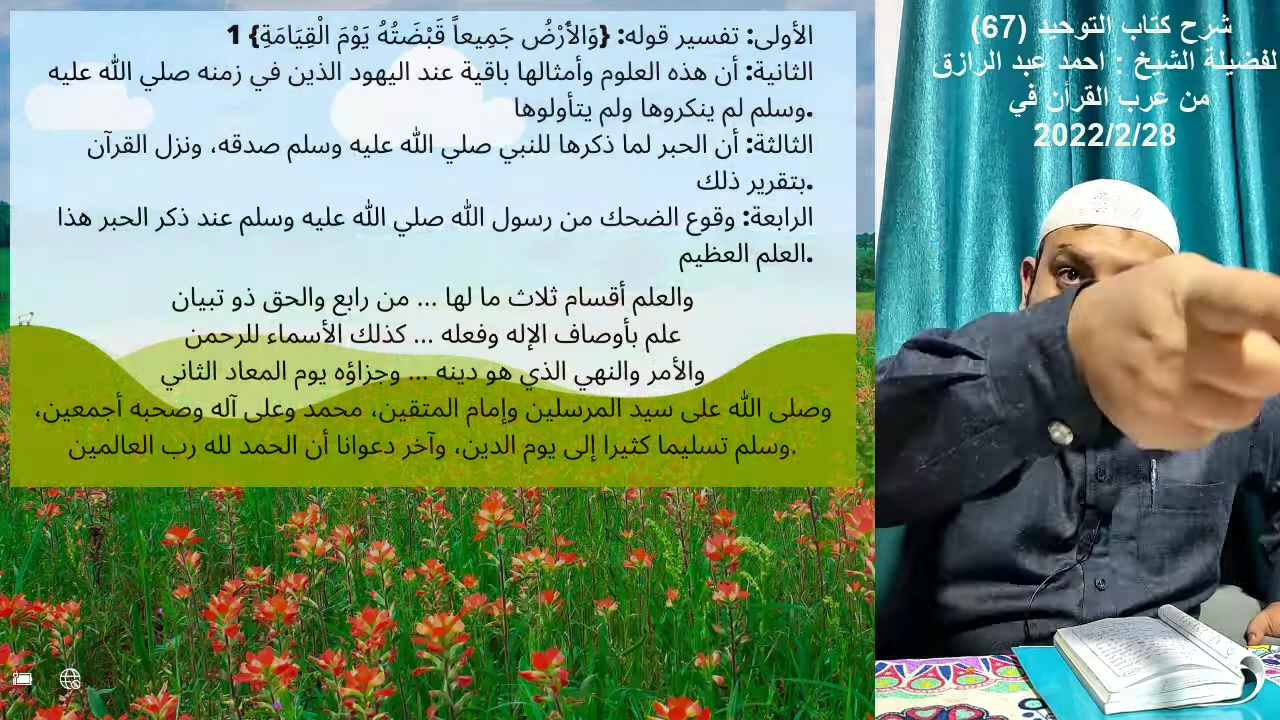 شرح كتاب التوحيد (67)
لفضيلة الشيخ : احمد عبد الرازق
من عرب القرآن في
2022/2/28
الأولى: تفسير قوله: {وَالأَرْضُ جَمِيعاً قَبْضَتُهُ يَوْمَ الْقِيَامَةِ} 1
الثانية: أن هذه العلوم وأمثالها باقية عند اليهود الذين في زمنه صلي الله عليه
وسلم لم ينكروها ولم يتأولوها.
الثالثة: أن الحبر لما ذكرها للنبي صلي الله عليه وسلم صدقه، ونزل القرآن
بتقرير ذلك.
الرابعة: وقوع الضحك من رسول الله صلي الله عليه وسلم عند ذكر الحبر هذا
العلم العظيم.
والعلم أقسام ثلاث ما لها ... من رابع والحق ذو تبيان
علم بأوصاف الإله وفعله ... كذلك الأسماء للرحمن
والأمر والنهي الذي هو دينه ... وجزاؤه يوم المعاد الثاني
وصلى الله على سيد المرسلين وإمام المتقين، محمد وعلى آله وصحبه أجمعين،
وسلم تسليما كثيرا إلى يوم الدين، وآخر دعوانا أن الحمد لله رب العالمين.